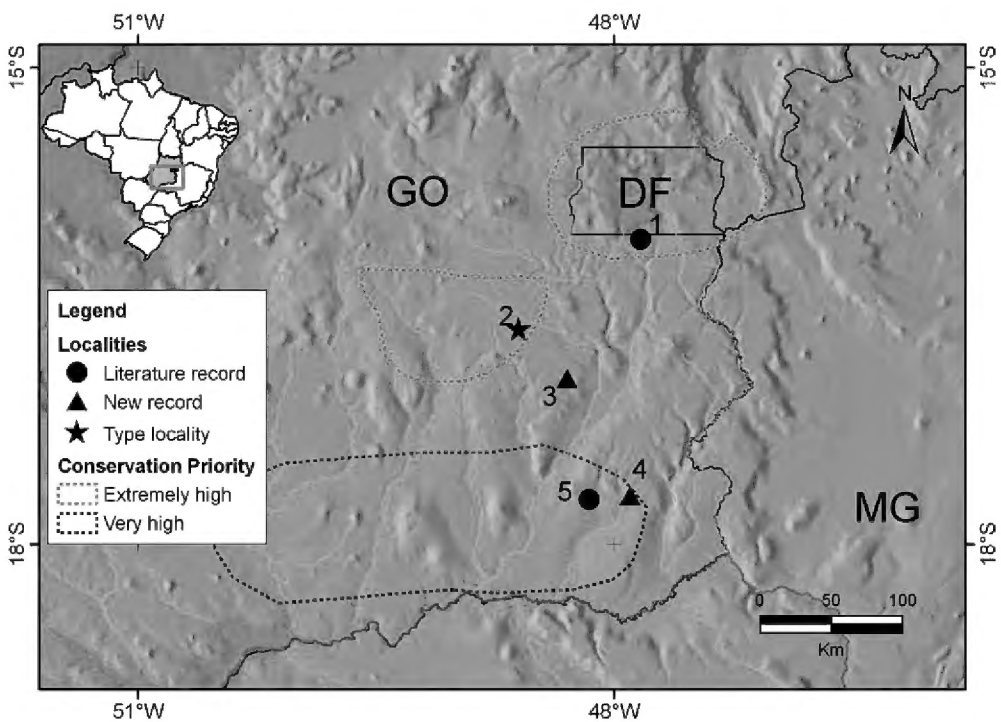 51°W 48°W
15°S 15°S
N
GO DF
1
2
3
4
5
MG
Legend
Localities
Literature record
New record
Type locality
Conservation Priority
Extremely high
Very high
18°S 18°S
0 50 100
Km
51°W 48°W